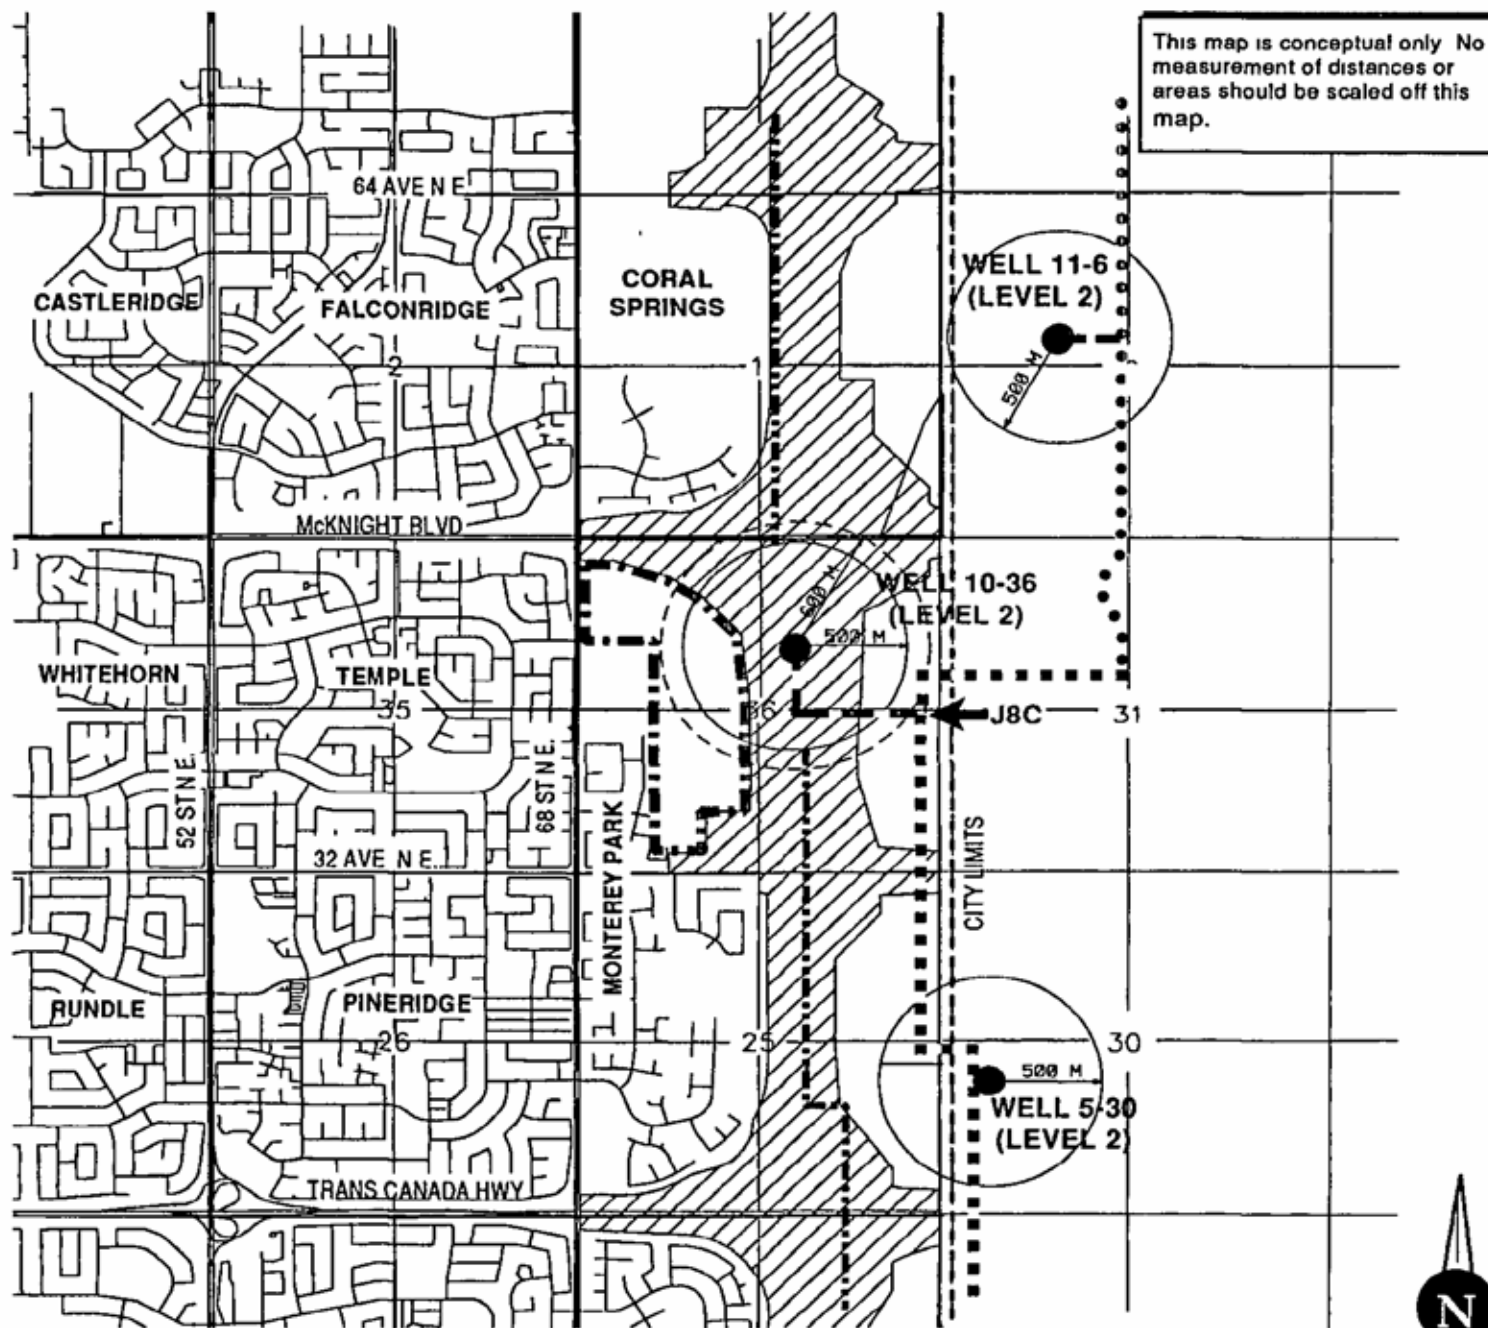 This map is conceptual only No
measurement of distances or
areas should be scaled off this
map.
64 AVE N E
WELL 11-6
(LEVEL 2)
CORAL
SPRINGS
CASTLERIDGE
FALCONRIDGE
2
1
500 M
McKNIGHT BLVD
600 M
WELL 10-36
(LEVEL 2)
500 M
WHITEHORN
TEMPLE
35
36
J8C
31
52 ST N E.
68 ST N E.
MONTEREY PARK
CITY LIMITS
32 AVE N E.
RUNDLE
PINERIDGE
26
25
30
500 M
WELL 5-30
(LEVEL 2)
TRANS CANADA HWY
N